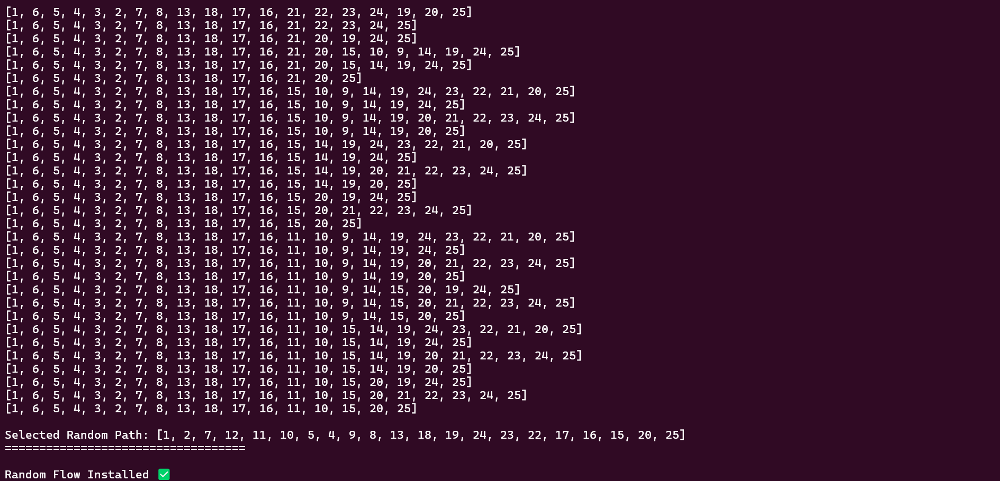 [1, 6, 5, 4, 3, 2, 7, 8, 13, 18, 17, 16, 21, 22, 23, 24, 19, 20, 25]
[1, 6, 5, 4, 3, 2, 7, 8, 13, 18, 17, 16, 21, 22, 23, 24, 25]
[1, 6, 5, 4, 3, 2, 7, 8, 13, 18, 17, 16, 21, 20, 19, 24, 25]
[1, 6, 5, 4, 3, 2, 7, 8, 13, 18, 17, 16, 21, 20, 15, 10, 9, 14, 19, 24, 25]
[1, 6, 5, 4, 3, 2, 7, 8, 13, 18, 17, 16, 21, 20, 15, 14, 19, 24, 25]
[1, 6, 5, 4, 3, 2, 7, 8, 13, 18, 17, 16, 21, 20, 25]
[1, 6, 5, 4, 3, 2, 7, 8, 13, 18, 17, 16, 15, 10, 9, 14, 19, 24, 23, 22, 21, 20, 25]
[1, 6, 5, 4, 3, 2, 7, 8, 13, 18, 17, 16, 15, 10, 9, 14, 19, 24, 25]
[1, 6, 5, 4, 3, 2, 7, 8, 13, 18, 17, 16, 15, 10, 9, 14, 19, 20, 21, 22, 23, 24, 25]
[1, 6, 5, 4, 3, 2, 7, 8, 13, 18, 17, 16, 15, 10, 9, 14, 19, 20, 25]
[1, 6, 5, 4, 3, 2, 7, 8, 13, 18, 17, 16, 15, 14, 19, 24, 23, 22, 21, 20, 25]
[1, 6, 5, 4, 3, 2, 7, 8, 13, 18, 17, 16, 15, 14, 19, 24, 25]
[1, 6, 5, 4, 3, 2, 7, 8, 13, 18, 17, 16, 15, 14, 19, 20, 21, 22, 23, 24, 25]
[1, 6, 5, 4, 3, 2, 7, 8, 13, 18, 17, 16, 15, 14, 19, 20, 25]
[1, 6, 5, 4, 3, 2, 7, 8, 13, 18, 17, 16, 15, 20, 19, 24, 25]
[1, 6, 5, 4, 3, 2, 7, 8, 13, 18, 17, 16, 15, 20, 21, 22, 23, 24, 25]
[1, 6, 5, 4, 3, 2, 7, 8, 13, 18, 17, 16, 15, 20, 25]
[1, 6, 5, 4, 3, 2, 7, 8, 13, 18, 17, 16, 11, 10, 9, 14, 19, 24, 23, 22, 21, 20, 25]
[1, 6, 5, 4, 3, 2, 7, 8, 13, 18, 17, 16, 11, 10, 9, 14, 19, 24, 25]
[1, 6, 5, 4, 3, 2, 7, 8, 13, 18, 17, 16, 11, 10, 9, 14, 19, 20, 21, 22, 23, 24, 25]
[1, 6, 5, 4, 3, 2, 7, 8, 13, 18, 17, 16, 11, 10, 9, 14, 19, 20, 25]
[1, 6, 5, 4, 3, 2, 7, 8, 13, 18, 17, 16, 11, 10, 9, 14, 15, 20, 19, 24, 25]
[1, 6, 5, 4, 3, 2, 7, 8, 13, 18, 17, 16, 11, 10, 9, 14, 15, 20, 21, 22, 23, 24, 25]
[1, 6, 5, 4, 3, 2, 7, 8, 13, 18, 17, 16, 11, 10, 9, 14, 15, 20, 25]
[1, 6, 5, 4, 3, 2, 7, 8, 13, 18, 17, 16, 11, 10, 15, 14, 19, 24, 23, 22, 21, 20, 25]
[1, 6, 5, 4, 3, 2, 7, 8, 13, 18, 17, 16, 11, 10, 15, 14, 19, 24, 25]
[1, 6, 5, 4, 3, 2, 7, 8, 13, 18, 17, 16, 11, 10, 15, 14, 19, 20, 21, 22, 23, 24, 25]
[1, 6, 5, 4, 3, 2, 7, 8, 13, 18, 17, 16, 11, 10, 15, 14, 19, 20, 25]
[1, 6, 5, 4, 3, 2, 7, 8, 13, 18, 17, 16, 11, 10, 15, 20, 19, 24, 25]
[1, 6, 5, 4, 3, 2, 7, 8, 13, 18, 17, 16, 11, 10, 15, 20, 21, 22, 23, 24, 25]
[1, 6, 5, 4, 3, 2, 7, 8, 13, 18, 17, 16, 11, 10, 15, 20, 25]
Selected Random Path: [1, 2, 7, 12, 11, 10, 5, 4, 9, 8, 13, 18, 19, 24, 23, 22, 17, 16, 15, 20, 25]
===================================
Random Flow Installed ✅